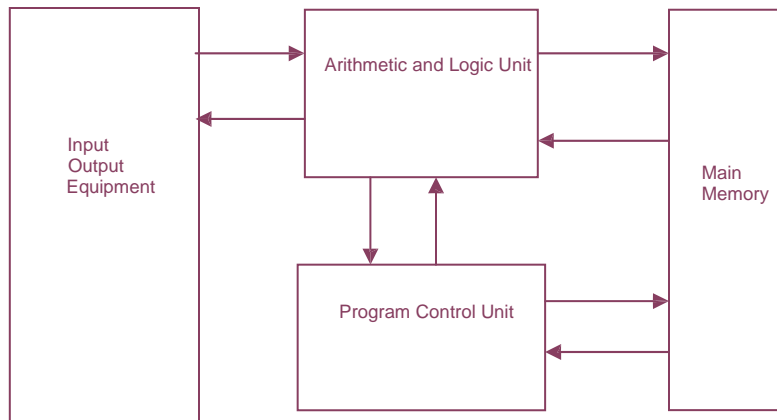 Input
Output
Equipment
Arithmetic and Logic Unit
Program Control Unit
Main
Memory